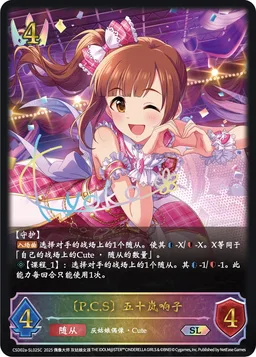 4
【守护】
入场曲 选择对手的战场上的1个随从。使其-X/-X。X等同于
「自己的战场上的Cute · 随从的数量」。
【课程_1】：选择对手的战场上的1个随从。使其-1/-1。此
能力每回合只能使用1次。
[P.C.S] 五十岚响子
4
随从
灰姑娘偶像·Cute
SL
4